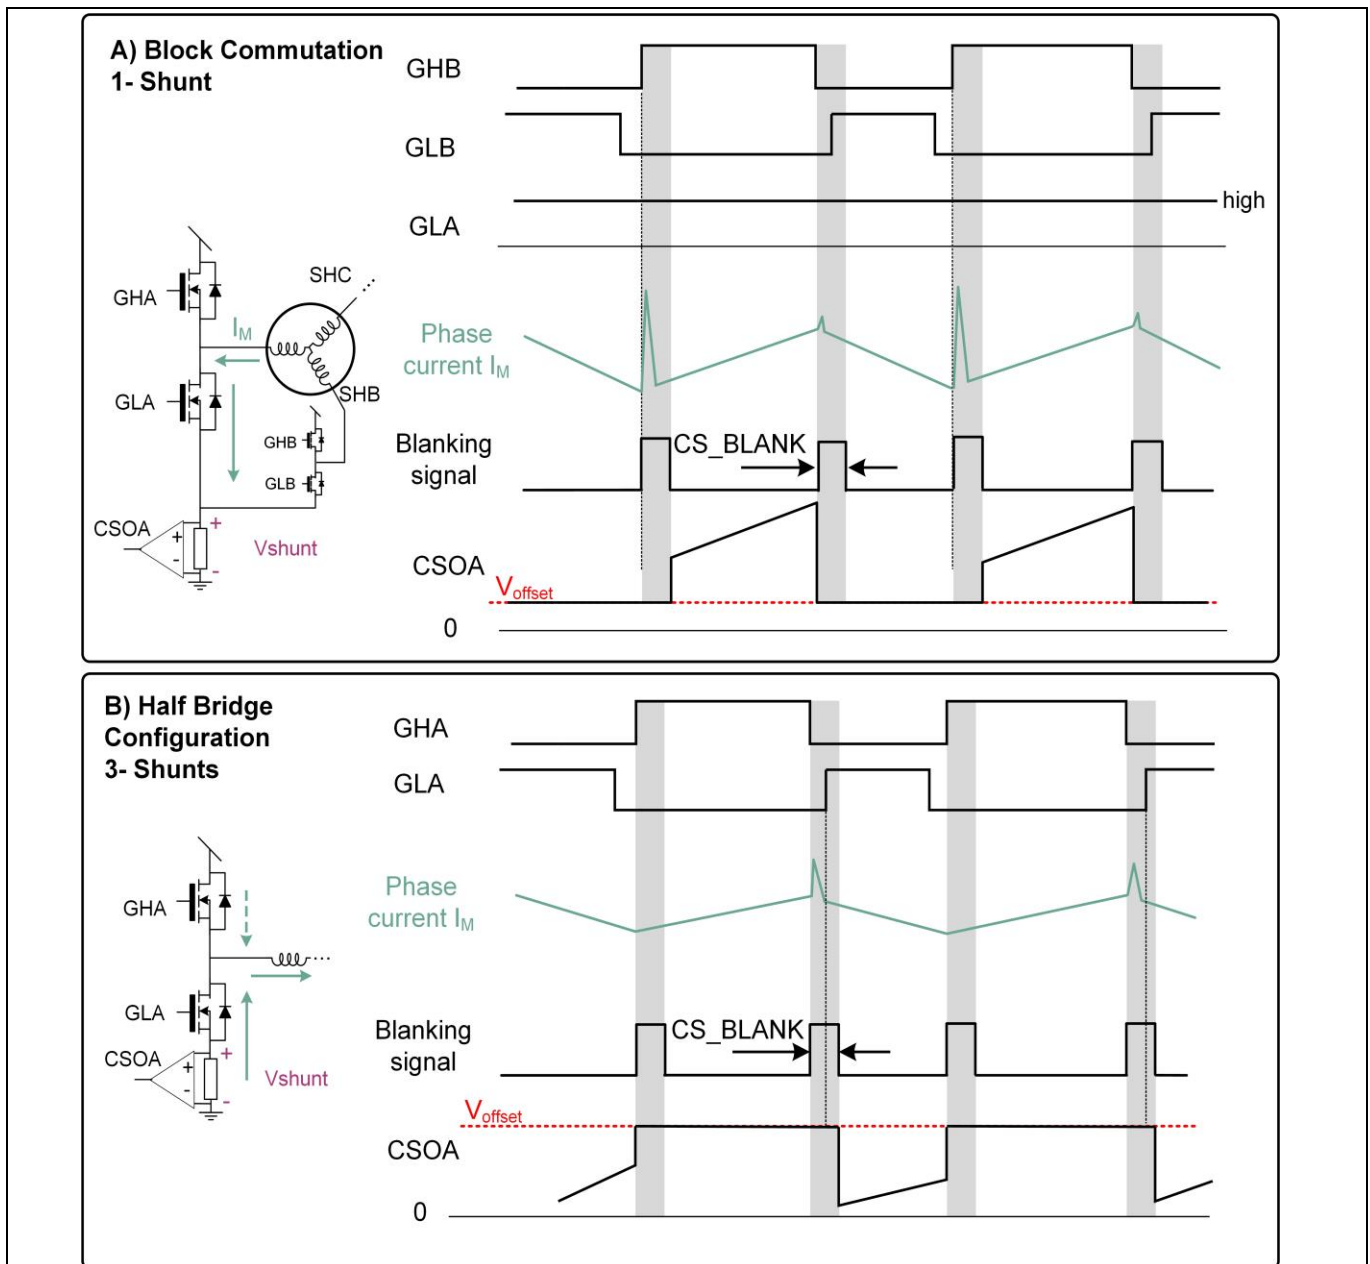 A) Block Commutation
1- Shunt
GHB
GLB
GLA
high
SHC
GHA
IM
Phase
current IM
GLA
SHB
GHB
GLB
Blanking
signal
CS_BLANK
CSOA
+
-
+
-
Vshunt
CSOA
Voffset
0
B) Half Bridge
Configuration
3- Shunts
GHA
GLA
GHA
Phase
current IM
GLA
Blanking
signal
CS_BLANK
CSOA
+
-
+
-
Vshunt
Voffset
CSOA
0